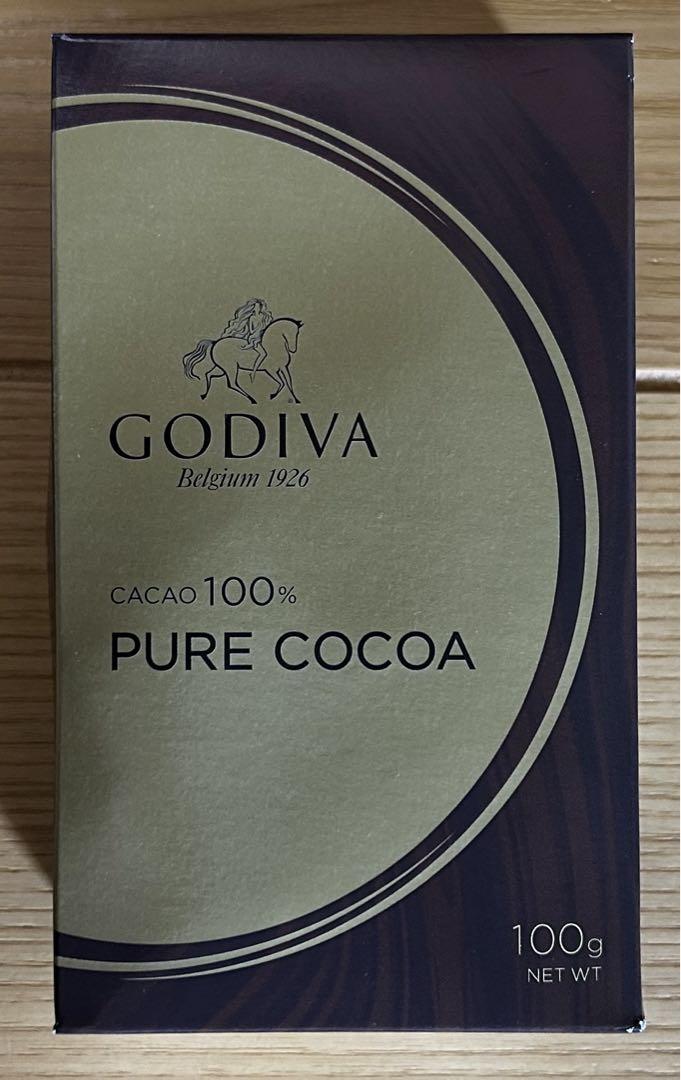 GODIVA
Belgium 1926
CACAO 100%
PURE COCOA
100g
NET WT